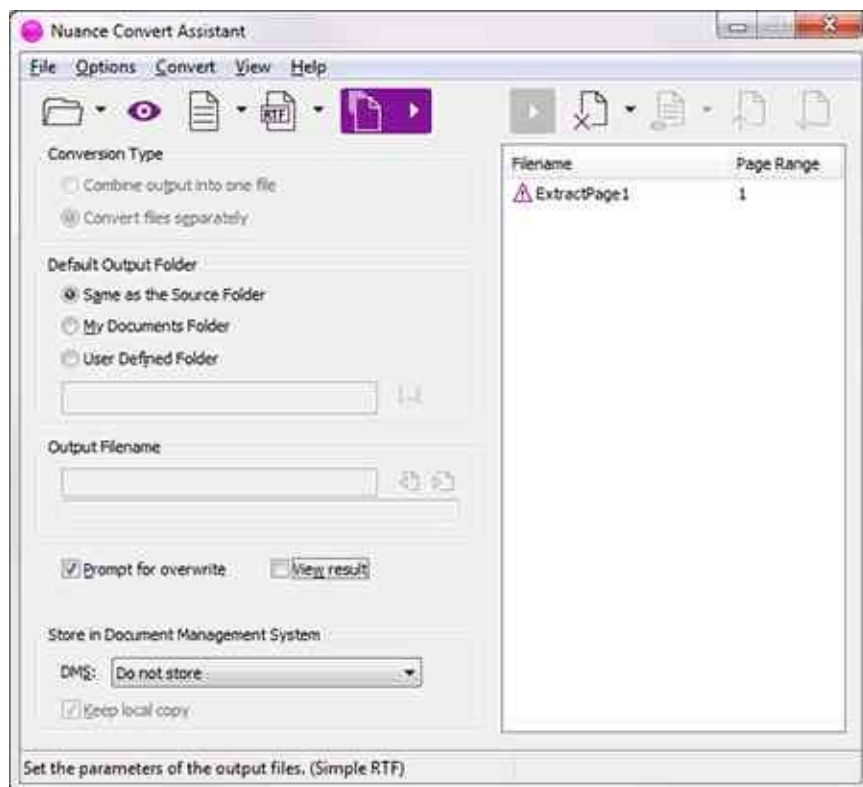 Nuance Convert Assistant
File Options Convert View Help
RTF
Conversion Type
Combine output into one file
Convert files separately
Default Output Folder
Same as the Source Folder
My Documents Folder
User Defined Folder
Output Filename
Prompt for overwrite View result
Store in Document Management System
DMS: Do not store
Keep local copy
Filename Page Range
ExtractPage1 1
Set the parameters of the output files. (Simple RTF)